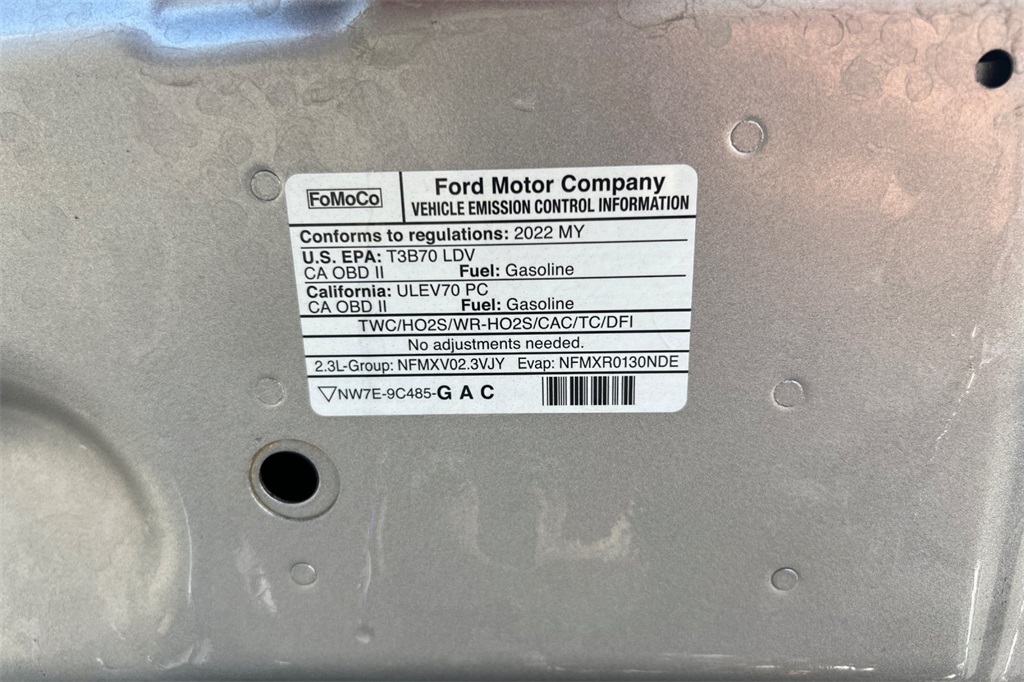 FoMoCo
Ford Motor Company
VEHICLE EMISSION CONTROL INFORMATION
Conforms to regulations: 2022 MY
U.S. EPA: T3B70 LDV
CA OBD II Fuel: Gasoline
California: ULEV70 PC
CA OBD II Fuel: Gasoline
TWC/HO2S/WR-HO2S/CAC/TC/DFI
No adjustments needed.
2.3L-Group: NFMXV02.3VJY Evap: NFMXR0130NDE
▽NW7E-9C485-G A C